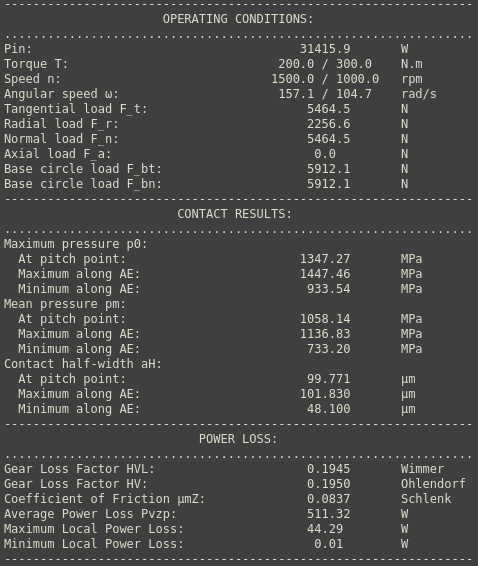 -----------------------------------------------------------------
OPERATING CONDITIONS:
.................................................................
Pin: 31415.9 W
Torque T: 200.0 / 300.0 N.m
Speed n: 1500.0 / 1000.0 rpm
Angular speed ω: 157.1 / 104.7 rad/s
Tangential load F_t: 5464.5 N
Radial load F_r: 2256.6 N
Normal load F_n: 5464.5 N
Axial load F_a: 0.0 N
Base circle load F_bt: 5912.1 N
Base circle load F_bn: 5912.1 N
-----------------------------------------------------------------
CONTACT RESULTS:
.................................................................
Maximum pressure p0:
At pitch point: 1347.27 MPa
Maximum along AE: 1447.46 MPa
Minimum along AE: 933.54 MPa
Mean pressure pm:
At pitch point: 1058.14 MPa
Maximum along AE: 1136.83 MPa
Minimum along AE: 733.20 MPa
Contact half-width aH:
At pitch point: 99.771 µm
Maximum along AE: 101.830 µm
Minimum along AE: 48.100 µm
-----------------------------------------------------------------
POWER LOSS:
.................................................................
Gear Loss Factor HVL: 0.1945 Wimmer
Gear Loss Factor HV: 0.1950 Ohlendorf
Coefficient of Friction µmZ: 0.0837 Schlenk
Average Power Loss Pvzp: 511.32 W
Maximum Local Power Loss: 44.29 W
Minimum Local Power Loss: 0.01 W
-----------------------------------------------------------------